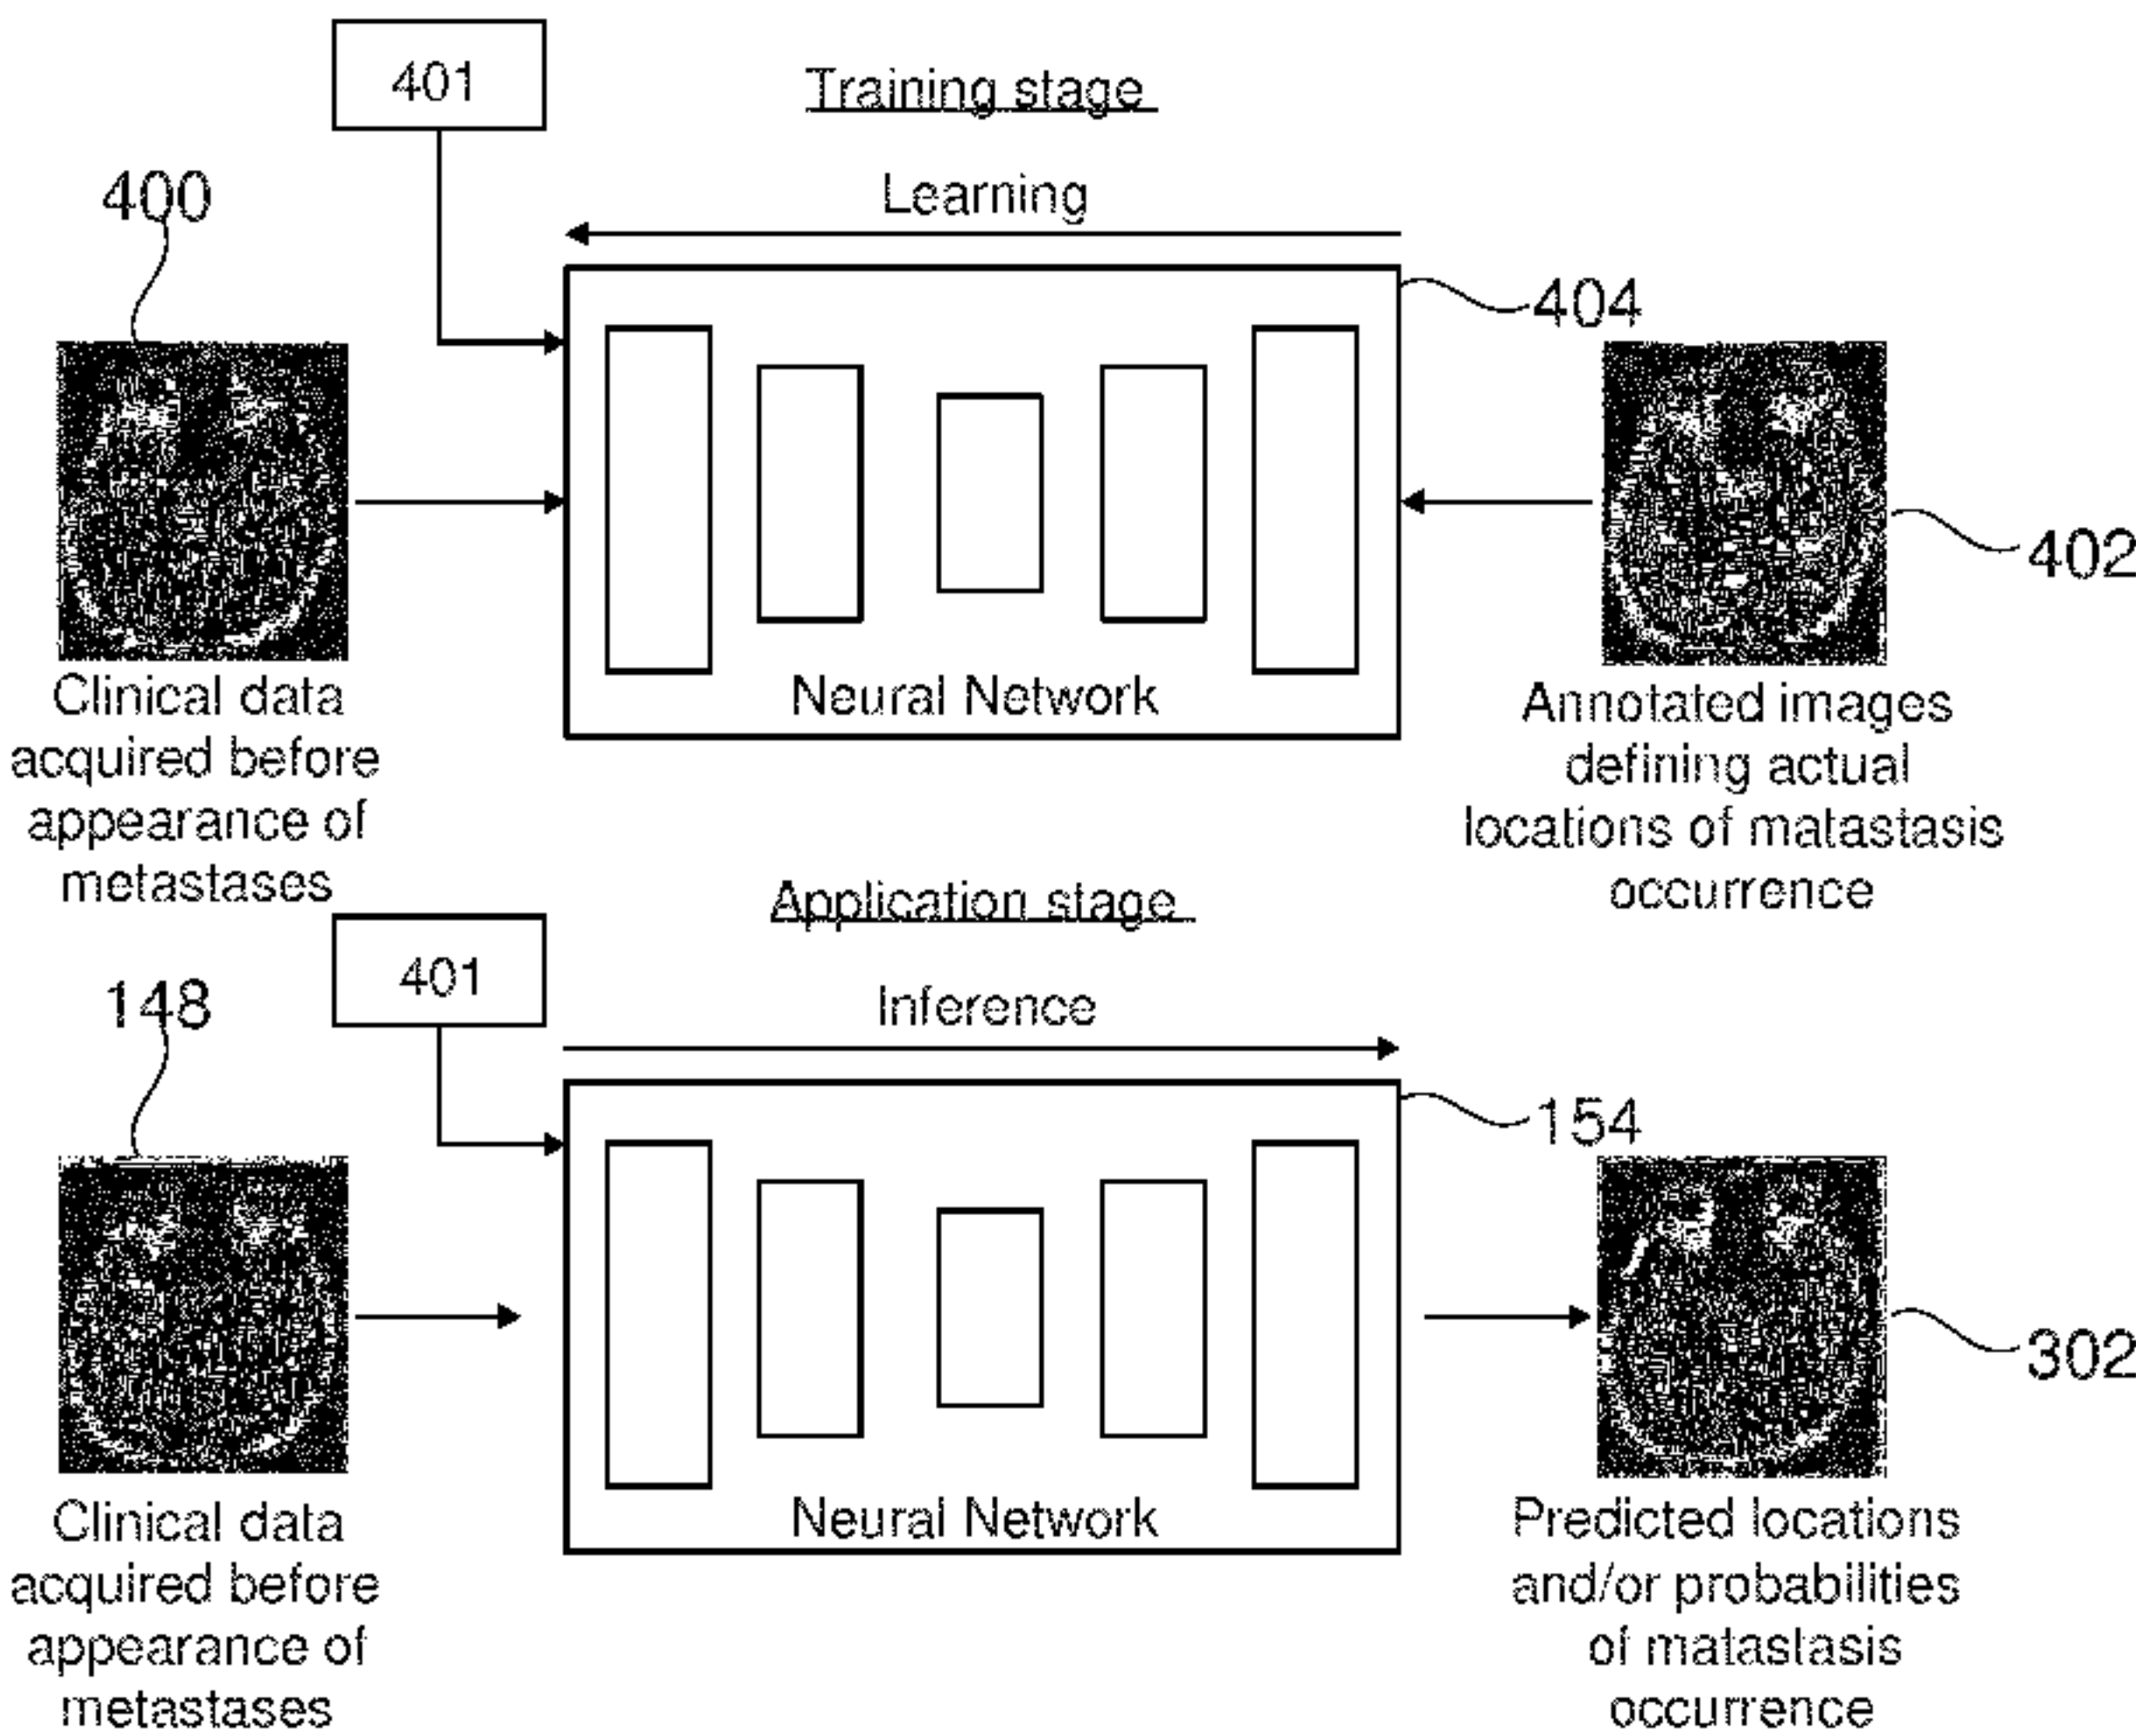 401
Training stage
400
Learning
404
402
Neural Network
Clinical data
acquired before
appearance of
metastases
Annotated images
defining actual
locations of matastasis
occurrence
401
Application stage
148
Inference
154
302
Neural Network
Clinical data
acquired before
appearance of
metastases
Predicted locations
and/or probabilities
of matastasis
occurrence